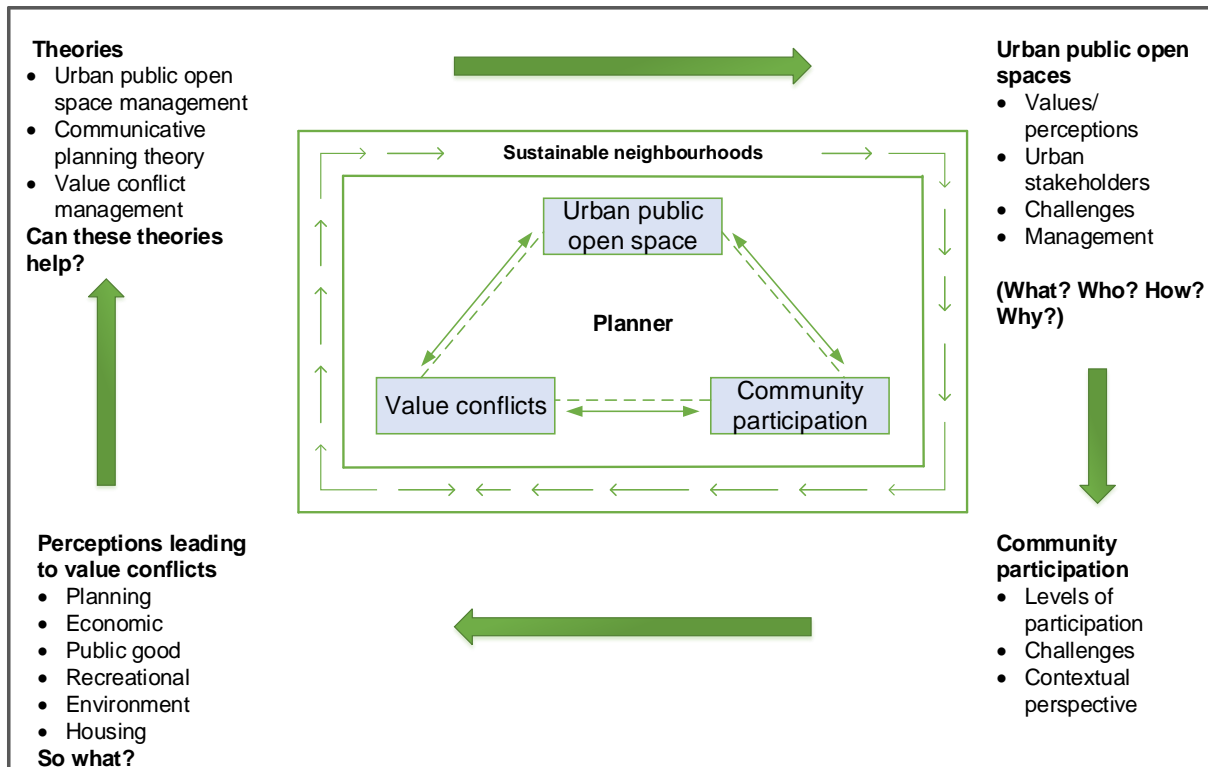 Theories
• Urban public open
space management
• Communicative
planning theory
• Value conflict
management
Can these theories
help?
Urban public open
spaces
• Values/
perceptions
• Urban
stakeholders
• Challenges
• Management
(What? Who? How?
Why?)
Sustainable neighbourhoods
Urban public
open space
Planner
Value conflicts
Community
participation
Perceptions leading
to value conflicts
• Planning
• Economic
• Public good
• Recreational
• Environment
• Housing
So what?
Community
participation
• Levels of
participation
• Challenges
• Contextual
perspective